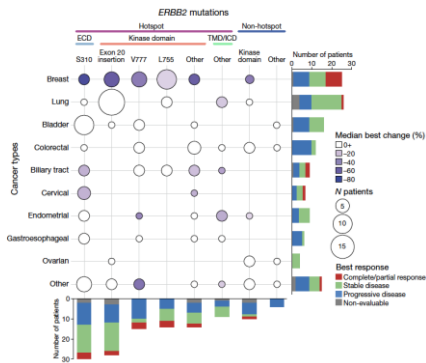 ERBB2 mutations
Hotspot
Non-hotspot
ECD
Kinase domain
TMD/ICD
S310
Exon 20 insertion
V777
L755
Other
Other
Kinase domain
Other
Number of patients
0 10 20 30
Cancer types
Breast
Lung
Bladder
Colorectal
Biliary tract
Cervical
Endometrial
Gastroesophageal
Ovarian
Other
Median best change (%)
0+
−20
−40
−60
−80
N patients
5
10
15
Best response
Complete/partial response
Stable disease
Progressive disease
Non-evaluable
Number of patients
0
10
20
30